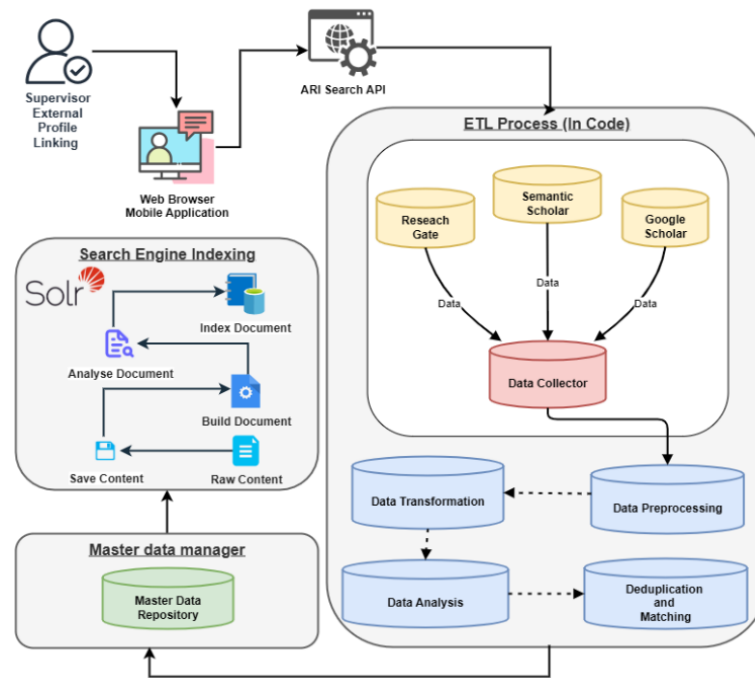 Supervisor
External
Profile
Linking
Web Browser
Mobile Application
ARI Search API
ETL Process (In Code)
Reseach
Gate
Semantic
Scholar
Google
Scholar
Data
Data
Data
Data Collector
Data Preprocessing
Data Transformation
Data Analysis
Deduplication
and
Matching
Search Engine Indexing
Solr
Index Document
Analyse Document
Build Document
Save Content
Raw Content
Master data manager
Master Data
Repository